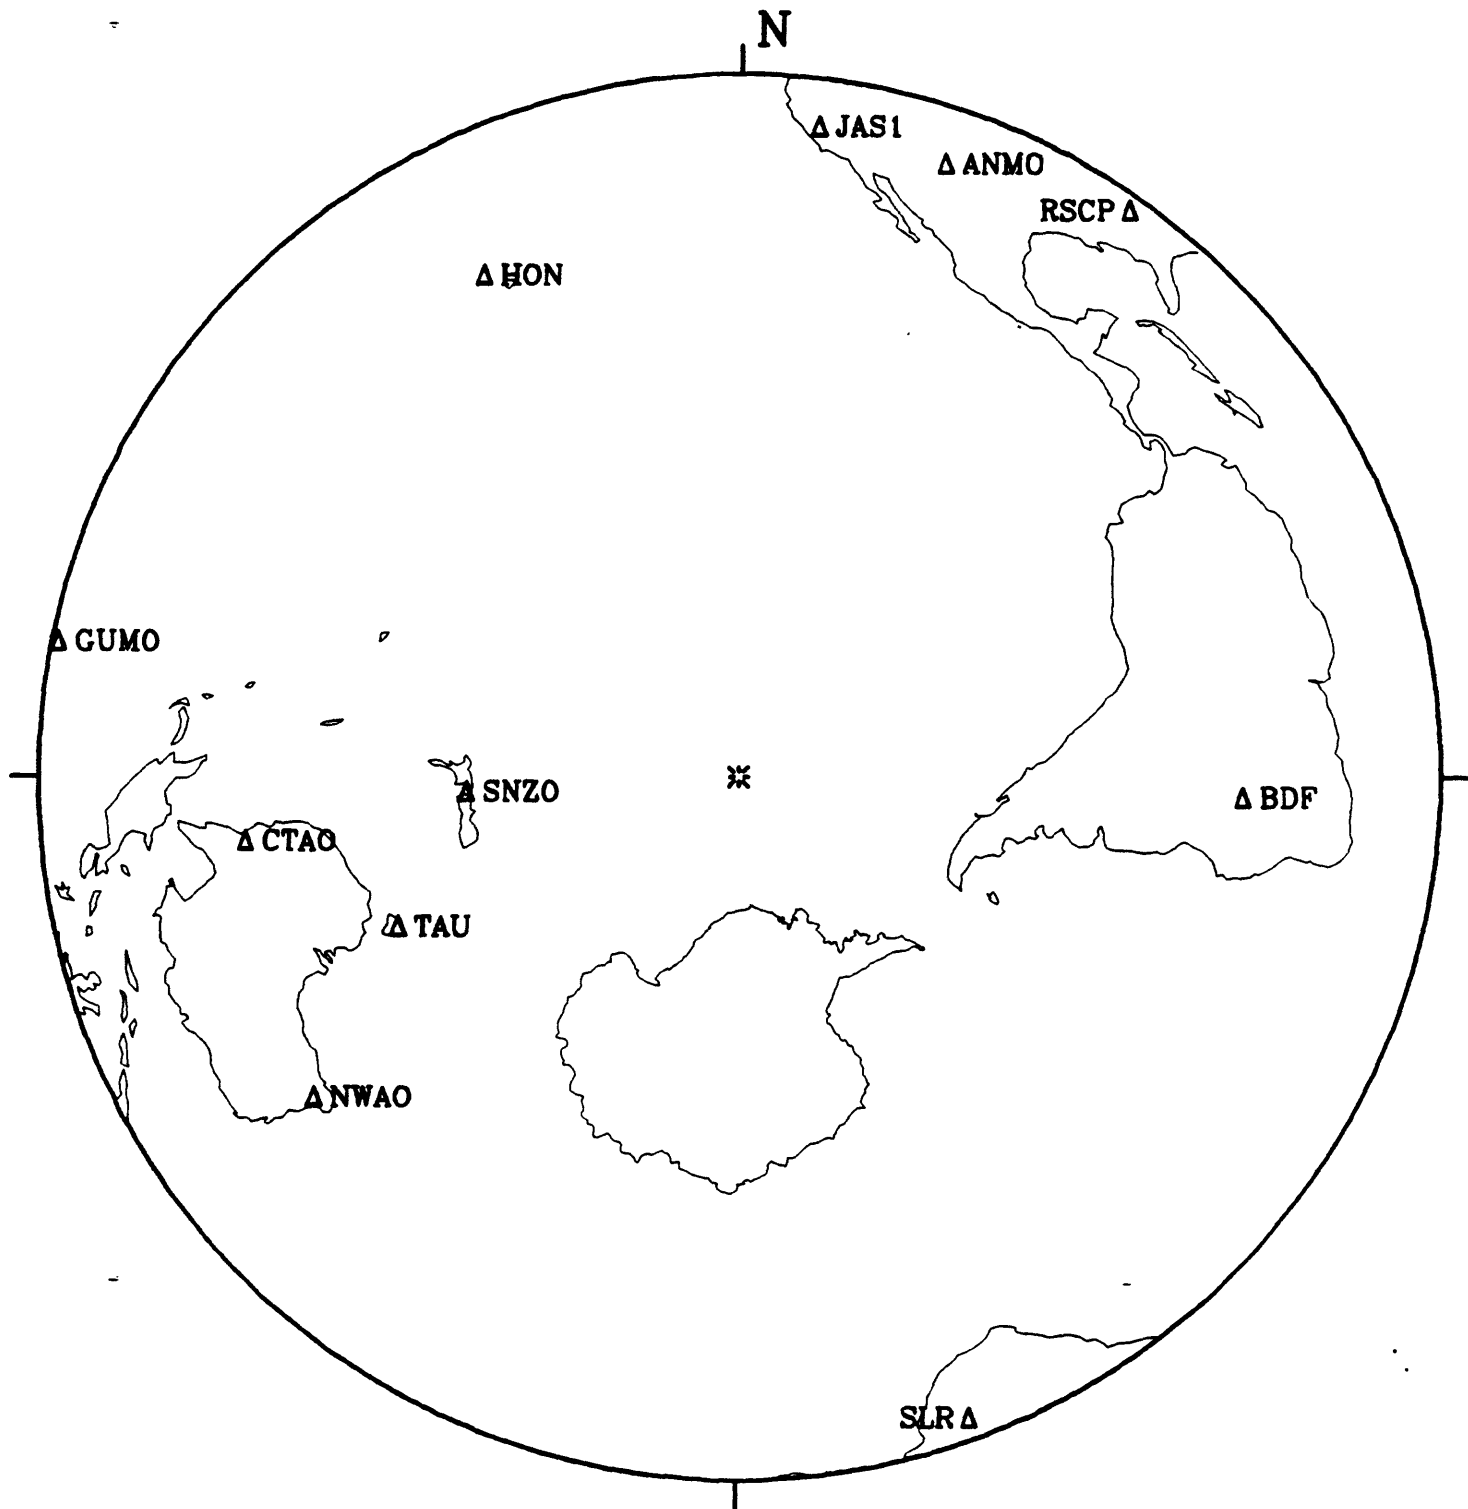 N
JAS1
ANMO
RSCP
HON
GUMO
SNZO
BDF
CTAO
TAU
NWAO
SLR